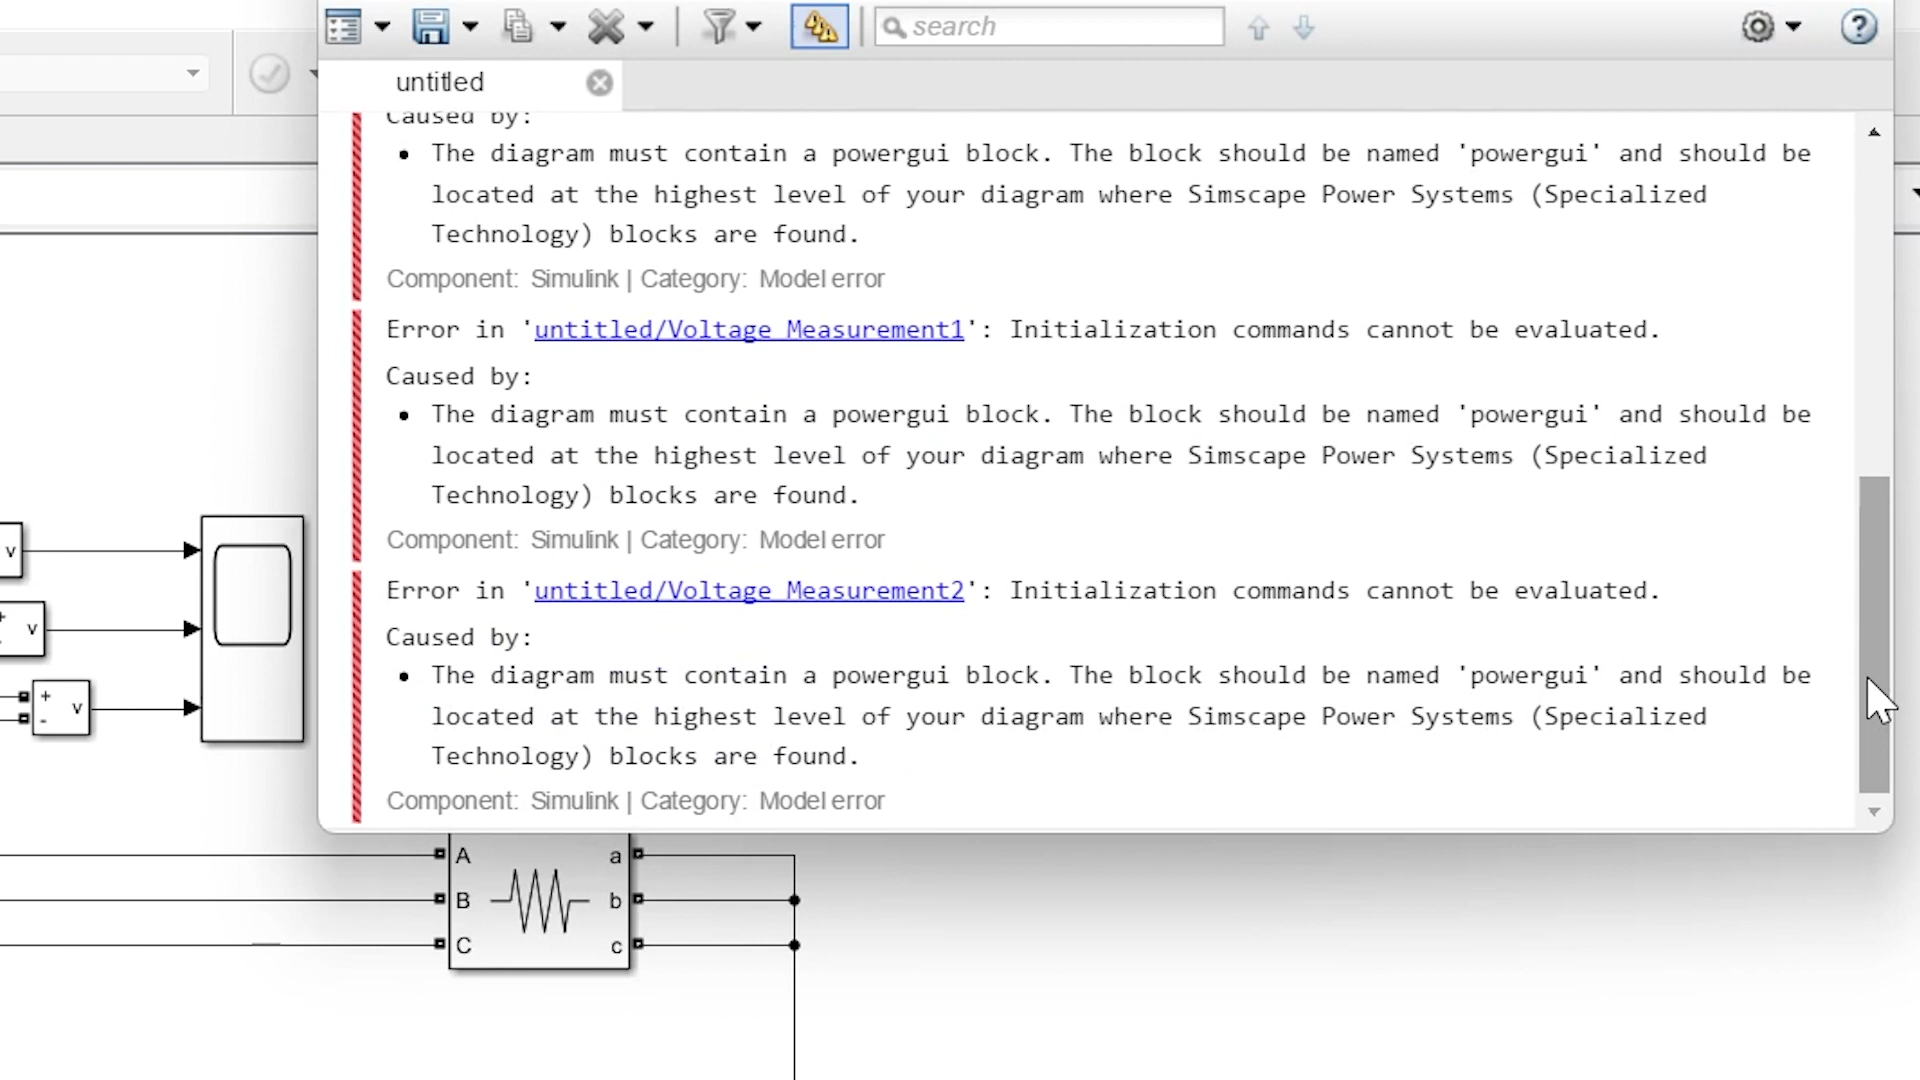 search
untitled
Caused by:
• The diagram must contain a powergui block. The block should be named 'powergui' and should be
located at the highest level of your diagram where Simscape Power Systems (Specialized
Technology) blocks are found.
Component: Simulink | Category: Model error
Error in 'untitled/Voltage Measurement1': Initialization commands cannot be evaluated.
Caused by:
• The diagram must contain a powergui block. The block should be named 'powergui' and should be
located at the highest level of your diagram where Simscape Power Systems (Specialized
Technology) blocks are found.
Component: Simulink | Category: Model error
Error in 'untitled/Voltage Measurement2': Initialization commands cannot be evaluated.
Caused by:
• The diagram must contain a powergui block. The block should be named 'powergui' and should be
located at the highest level of your diagram where Simscape Power Systems (Specialized
Technology) blocks are found.
Component: Simulink | Category: Model error
v
+ v
-
+ v
-
A a
B b
C c